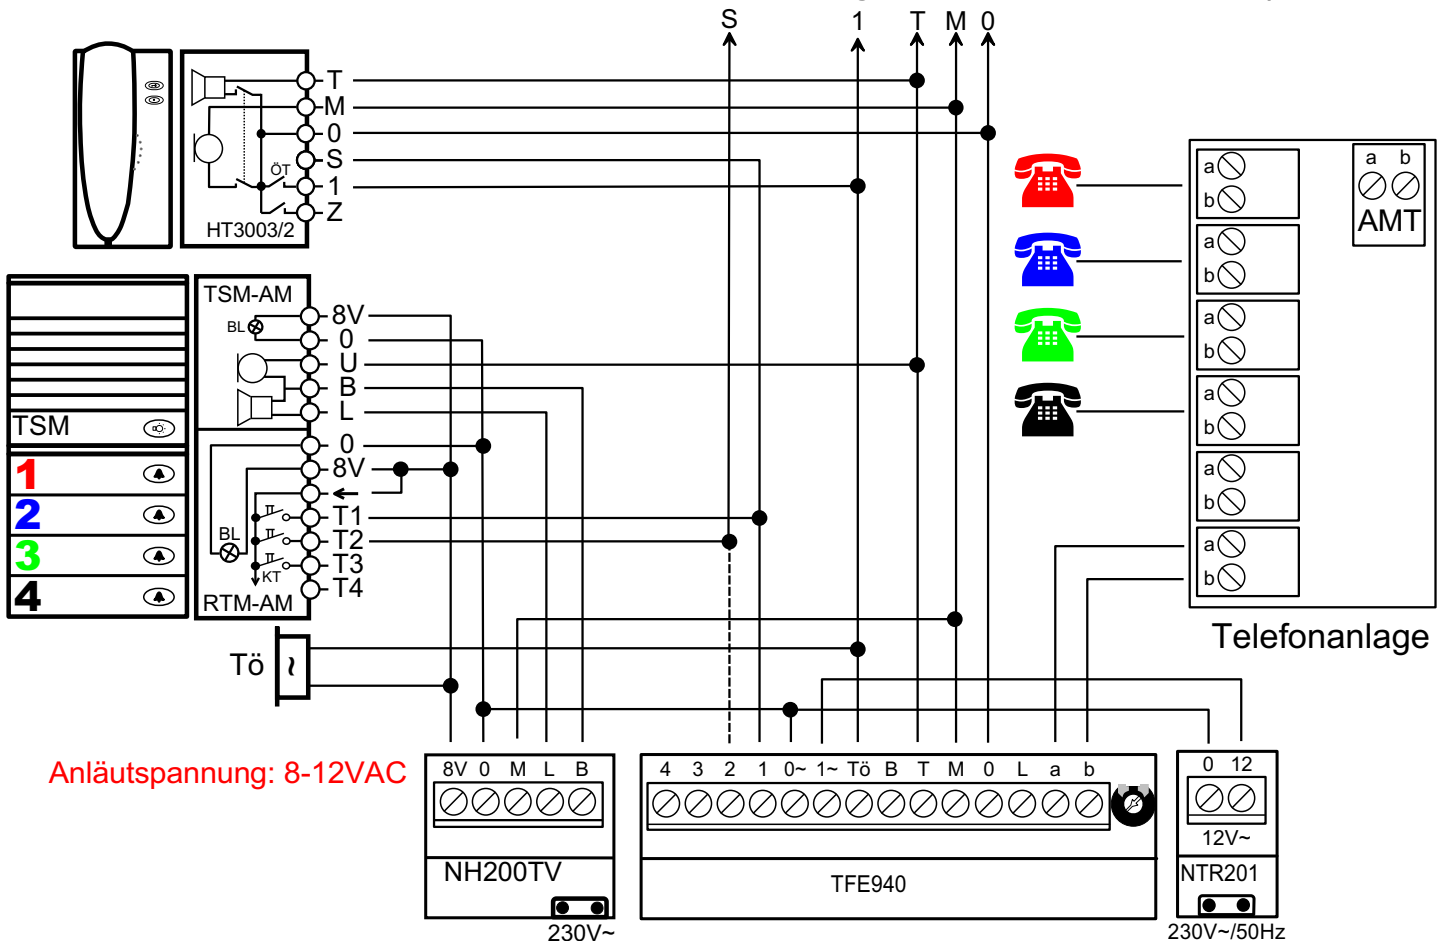 S 1 T M 0
T
M
0
S
1
Z
ÖT
HT3003/2
TSM-AM
BL
8V
0
U
B
L
TSM
0
8V
1
T1
2
BL
T2
3
T3
KT
4
T4
RTM-AM
Tö
~
a b
AMT
a
b
a
b
a
b
a
b
a
b
a
b
Telefonanlage
Anläutspannung: 8-12VAC
8V 0 M L B
NH200TV
230V~
4 3 2 1 0~ 1~ Tö B T M 0 L a b
TFE940
0 12
12V~
NTR201
230V~/50Hz